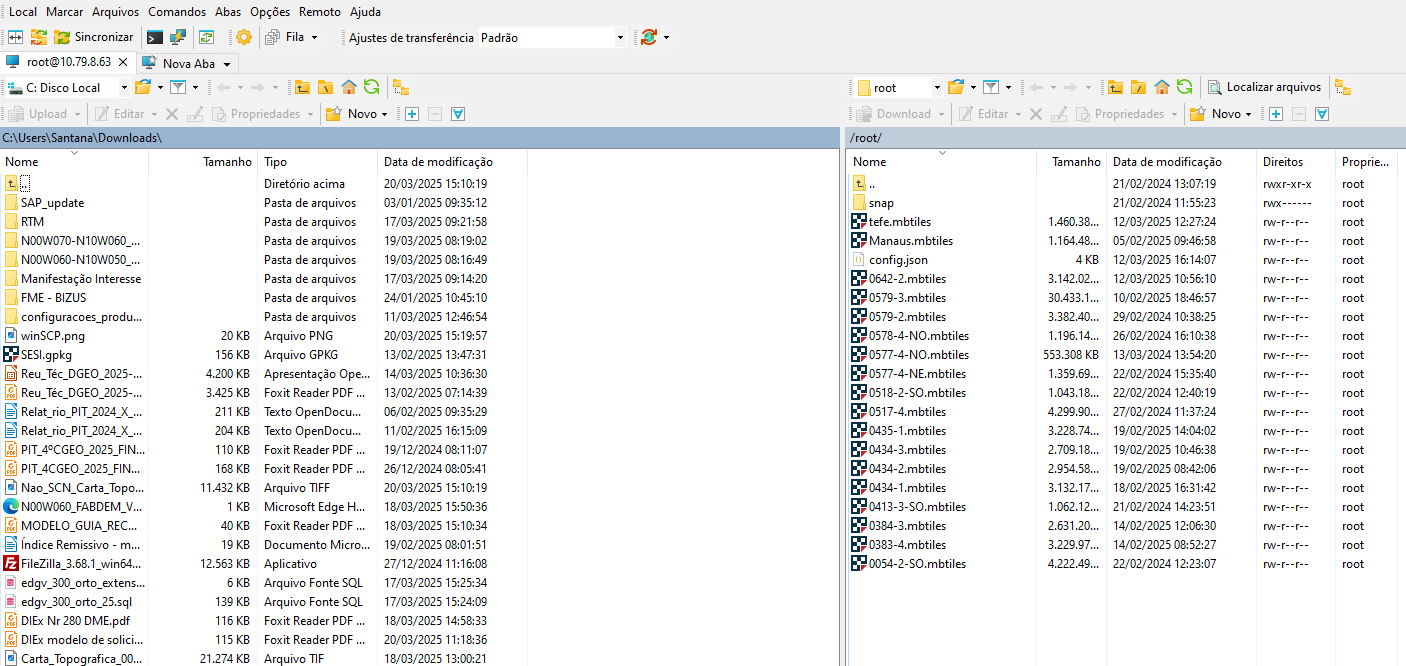 Local Marcar Arquivos Comandos Abas Opções Remoto Ajuda
Sincronizar Fila Ajustes de transferência Padrão
root@10.79.8.63 Nova Aba
C: Disco Local root Localizar arquivos
Upload Editar Propriedades Novo Download Editar Propriedades Novo
C:\Users\Santana\Downloads\ /root/
Nome Tamanho Tipo Data de modificação Nome Tamanho Data de modificação Direitos Proprie...
.. Diretório acima 20/03/2025 15:10:19 .. 21/02/2024 13:07:19 rwxr-xr-x root
SAP_update Pasta de arquivos 03/01/2025 09:35:12 snap 21/02/2024 11:55:23 rwx------ root
RTM Pasta de arquivos 17/03/2025 09:21:58 tefe.mbtiles 1.460.38... 12/03/2025 12:27:24 rw-r--r-- root
N00W070-N10W060_... Pasta de arquivos 19/03/2025 08:19:02 Manaus.mbtiles 1.164.48... 05/02/2025 09:46:58 rw-r--r-- root
N00W060-N10W050_... Pasta de arquivos 19/03/2025 08:16:49 config.json 4 KB 12/03/2025 16:14:07 rw-r--r-- root
Manifestação Interesse Pasta de arquivos 17/03/2025 09:14:20 0642-2.mbtiles 3.142.02... 12/03/2025 10:56:10 rw-r--r-- root
FME - BIZUS Pasta de arquivos 24/01/2025 10:45:10 0579-3.mbtiles 30.433.1... 10/02/2025 18:46:57 rw-r--r-- root
configuracoes_produ... Pasta de arquivos 11/03/2025 12:46:54 0579-2.mbtiles 3.382.40... 29/02/2024 10:38:25 rw-r--r-- root
winSCP.png 20 KB Arquivo PNG 20/03/2025 15:19:57 0578-4-NO.mbtiles 1.196.14... 26/02/2024 16:10:38 rw-r--r-- root
SESI.gpkg 156 KB Arquivo GPKG 13/02/2025 13:47:31 0577-4-NO.mbtiles 553.308 KB 13/03/2024 13:54:20 rw-r--r-- root
Reu_Téc_DGEO_2025-... 4.200 KB Apresentação Ope... 14/03/2025 10:36:30 0577-4-NE.mbtiles 1.359.69... 22/02/2024 15:35:40 rw-r--r-- root
Reu_Téc_DGEO_2025-... 3.425 KB Foxit Reader PDF ... 13/02/2025 07:14:39 0518-2-SO.mbtiles 1.043.18... 22/02/2024 12:40:19 rw-r--r-- root
Relat_rio_PIT_2024_X_... 211 KB Texto OpenDocu... 06/02/2025 09:35:29 0517-4.mbtiles 4.299.90... 27/02/2024 11:37:24 rw-r--r-- root
Relat_rio_PIT_2024_X_... 204 KB Texto OpenDocu... 11/02/2025 16:15:09 0435-1.mbtiles 3.228.74... 19/02/2025 14:04:02 rw-r--r-- root
PIT_4ºCGEO_2025_FIN... 110 KB Foxit Reader PDF ... 19/12/2024 08:11:07 0434-3.mbtiles 2.709.18... 19/02/2025 10:46:38 rw-r--r-- root
PIT_4CGEO_2025_FIN... 168 KB Foxit Reader PDF ... 26/12/2024 08:05:41 0434-2.mbtiles 2.954.58... 19/02/2025 08:42:06 rw-r--r-- root
Nao_SCN_Carta_Topo... 11.432 KB Arquivo TIFF 20/03/2025 15:10:19 0434-1.mbtiles 3.132.17... 18/02/2025 16:31:42 rw-r--r-- root
N00W060_FABDEM_V... 1 KB Microsoft Edge H... 18/03/2025 15:50:36 0413-3-SO.mbtiles 1.062.12... 21/02/2024 14:23:51 rw-r--r-- root
MODELO_GUIA_REC... 40 KB Foxit Reader PDF ... 18/03/2025 15:10:34 0384-3.mbtiles 2.631.20... 14/02/2025 12:06:30 rw-r--r-- root
Índice Remissivo - m... 19 KB Documento Micro... 19/02/2025 08:01:51 0383-4.mbtiles 3.229.97... 14/02/2025 08:52:27 rw-r--r-- root
FileZilla_3.68.1_win64... 12.563 KB Aplicativo 27/12/2024 11:16:08 0054-2-SO.mbtiles 4.222.49... 22/02/2024 12:23:07 rw-r--r-- root
edgv_300_orto_extens... 6 KB Arquivo Fonte SQL 17/03/2025 15:25:34
edgv_300_orto_25.sql 139 KB Arquivo Fonte SQL 17/03/2025 15:24:09
DIEx Nr 280 DME.pdf 116 KB Foxit Reader PDF ... 18/03/2025 14:58:33
DIEx modelo de solici... 115 KB Foxit Reader PDF ... 20/03/2025 11:18:36
Carta_Topografica_00... 21.274 KB Arquivo TIF 18/03/2025 13:00:21